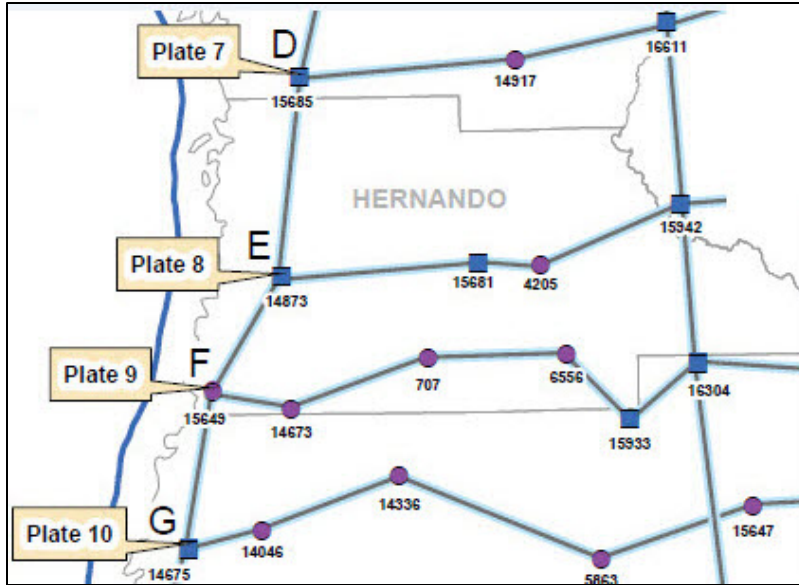 D
Plate 7
16611
14917
15685
HERNANDO
E
15942
Plate 8
15681
4205
14873
F
Plate 9
707
6556
16304
15649
14673
15933
G
14336
Plate 10
15647
14046
14675
5863